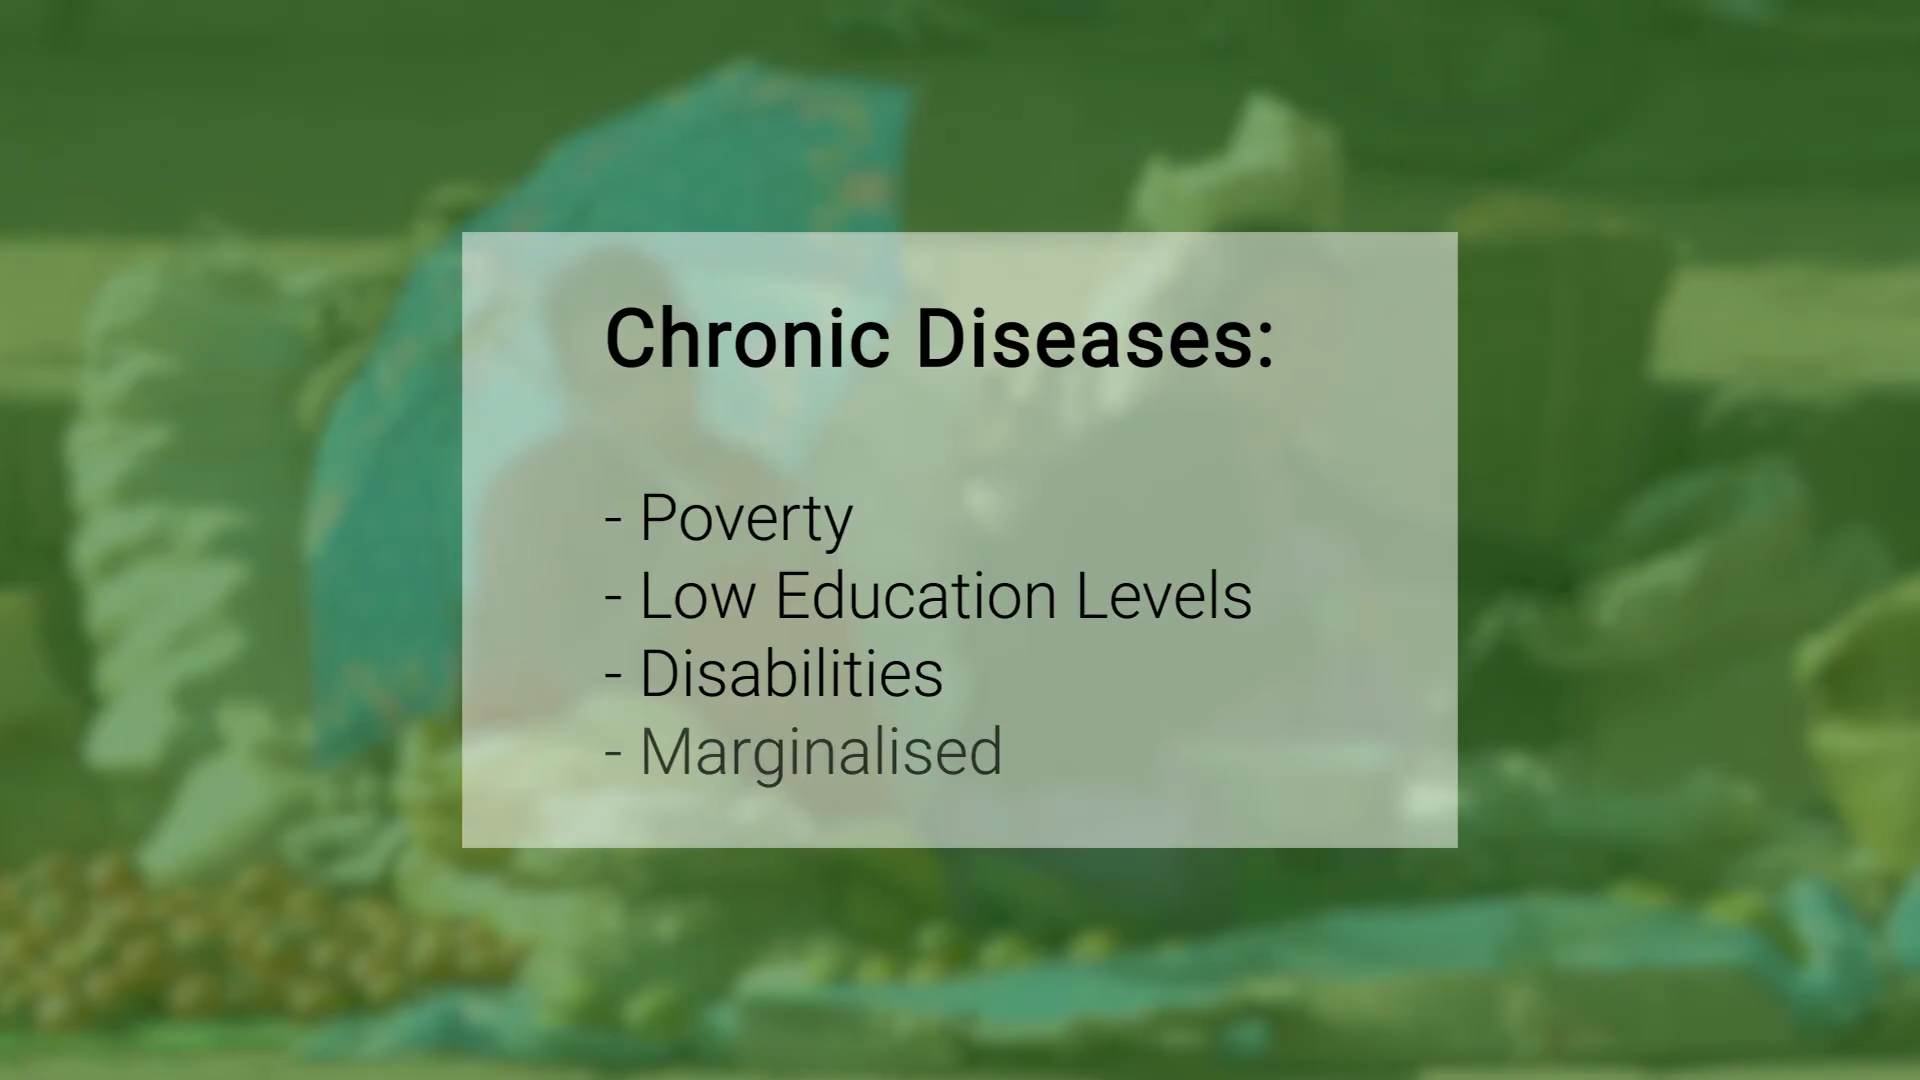 Chronic Diseases:
- Poverty
- Low Education Levels
- Disabilities
- Marginalised